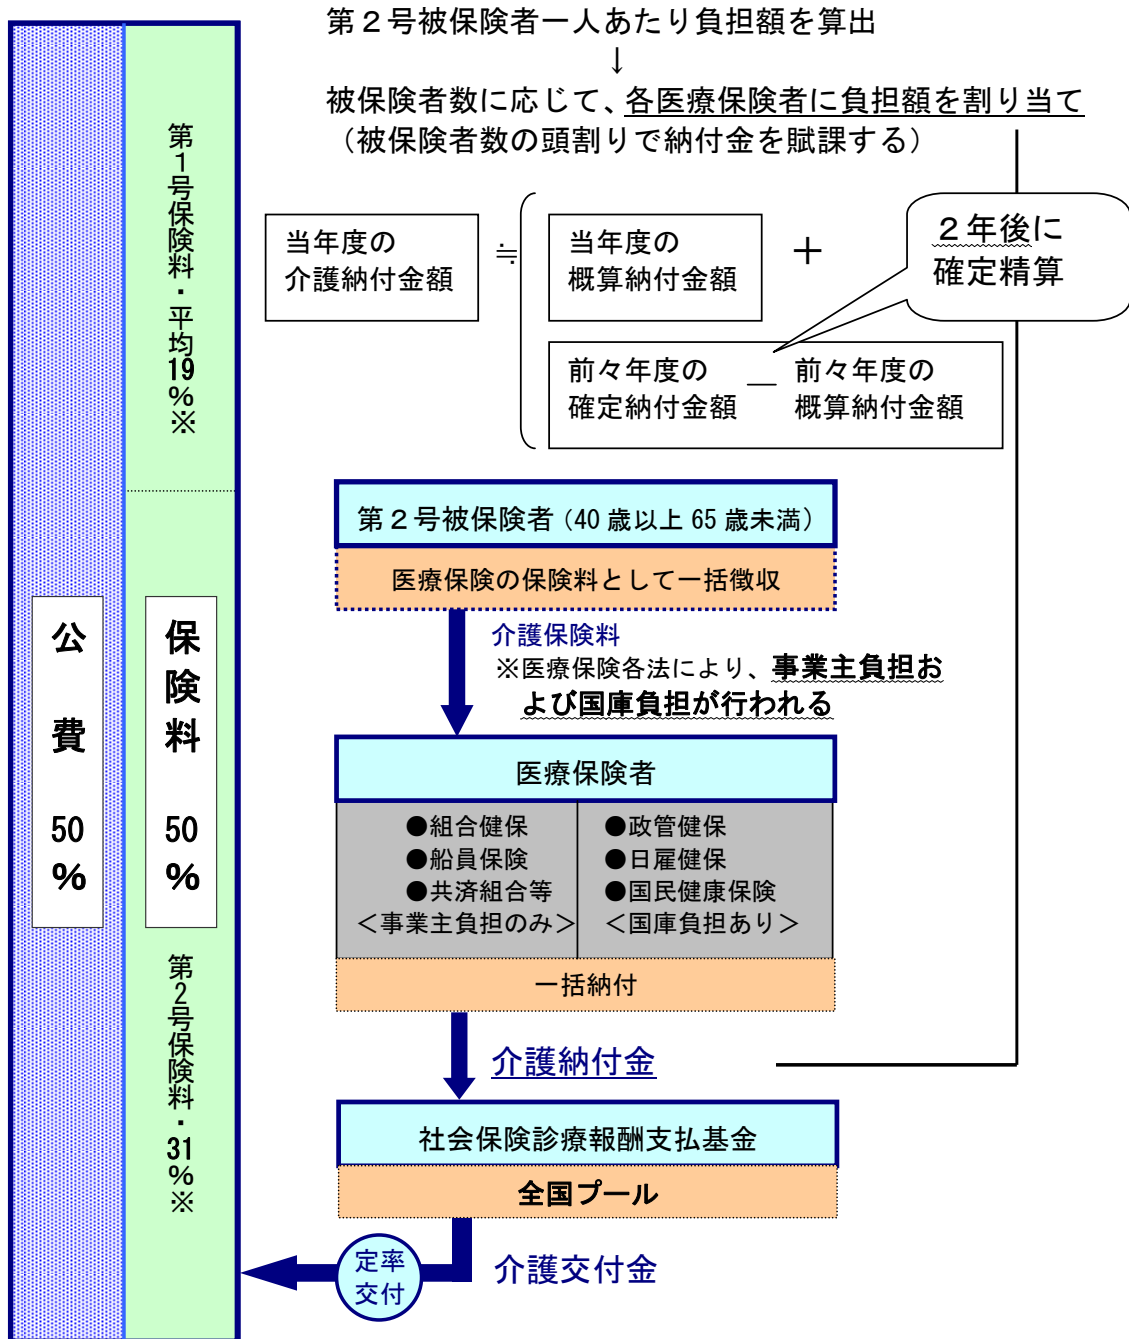 第２号被保険者一人あたり負担額を算出
↓
被保険者数に応じて、各医療保険者に負担額を割り当て
（被保険者数の頭割りで納付金を賦課する）
当年度の
介護納付金額
≒
当年度の
概算納付金額
＋
２年後に
確定精算
前々年度の
確定納付金額
―
前々年度の
概算納付金額
第１号保険料・平均19％※
公費 50％
保険料 50％
第２号保険料・31％※
第２号被保険者（40 歳以上 65 歳未満）
医療保険の保険料として一括徴収
介護保険料
※医療保険各法により、事業主負担お
よび国庫負担が行われる
医療保険者
●組合健保
●船員保険
●共済組合等
＜事業主負担のみ＞
●政管健保
●日雇健保
●国民健康保険
＜国庫負担あり＞
一括納付
介護納付金
社会保険診療報酬支払基金
全国プール
定率
交付
介護交付金